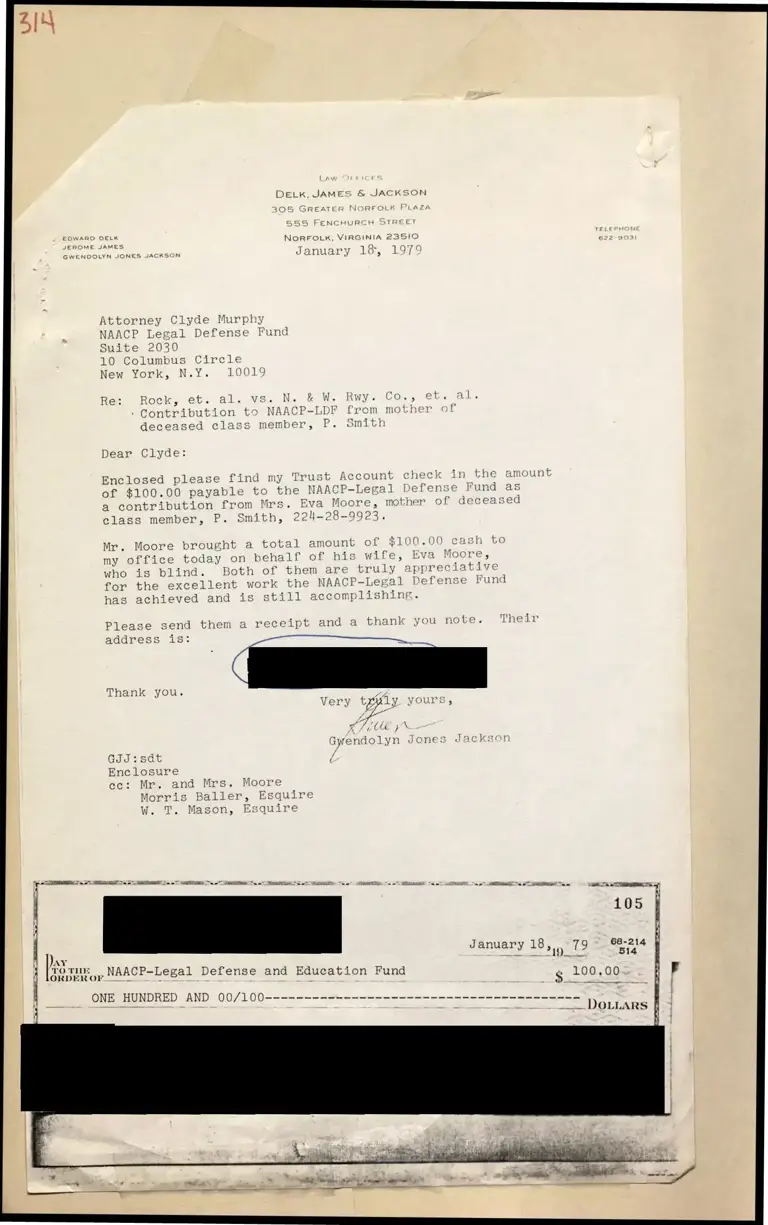 314
LAW OFFICES
DELK, JAMES & JACKSON
305 GREATER NORFOLK PLAZA
555 FENCHURCH STREET
NORFOLK, VIRGINIA 23510
EDWARD DELK
JEROME JAMES
GWENDOLYN JONES JACKSON
TELEPHONE
622-9031
January 18, 1979
Attorney Clyde Murphy
NAACP Legal Defense Fund
Suite 2030
10 Columbus Circle
New York, N.Y. 10019
Re: Rock, et. al. vs. N. & W. Rwy. Co., et. al.
Contribution to NAACP-LDF from mother of
deceased class member, P. Smith
Dear Clyde:
Enclosed please find my Trust Account check in the amount
of $100.00 payable to the NAACP-Legal Defense Fund as
a contribution from Mrs. Eva Moore, mother of deceased
class member, P. Smith, 224-28-9923.
Mr. Moore brought a total amount of $100.00 cash to
my office today on behalf of his wife, Eva Moore,
who is blind. Both of them are truly appreciative
for the excellent work the NAACP-Legal Defense Fund
has achieved and is still accomplishing.
Please send them a receipt and a thank you note. Their
address is:
Thank you.
Very truly yours,
Gwen
Gwendolyn Jones Jackson
GJJ:sdt
Enclosure
cc: Mr. and Mrs. Moore
Morris Baller, Esquire
W. T. Mason, Esquire
105
January 18, 19 79 68-214
514
PAY
TO THE
ORDER OF NAACP-Legal Defense and Education Fund $ 100.00
ONE HUNDRED AND 00/100---------------------------------------- DOLLARS